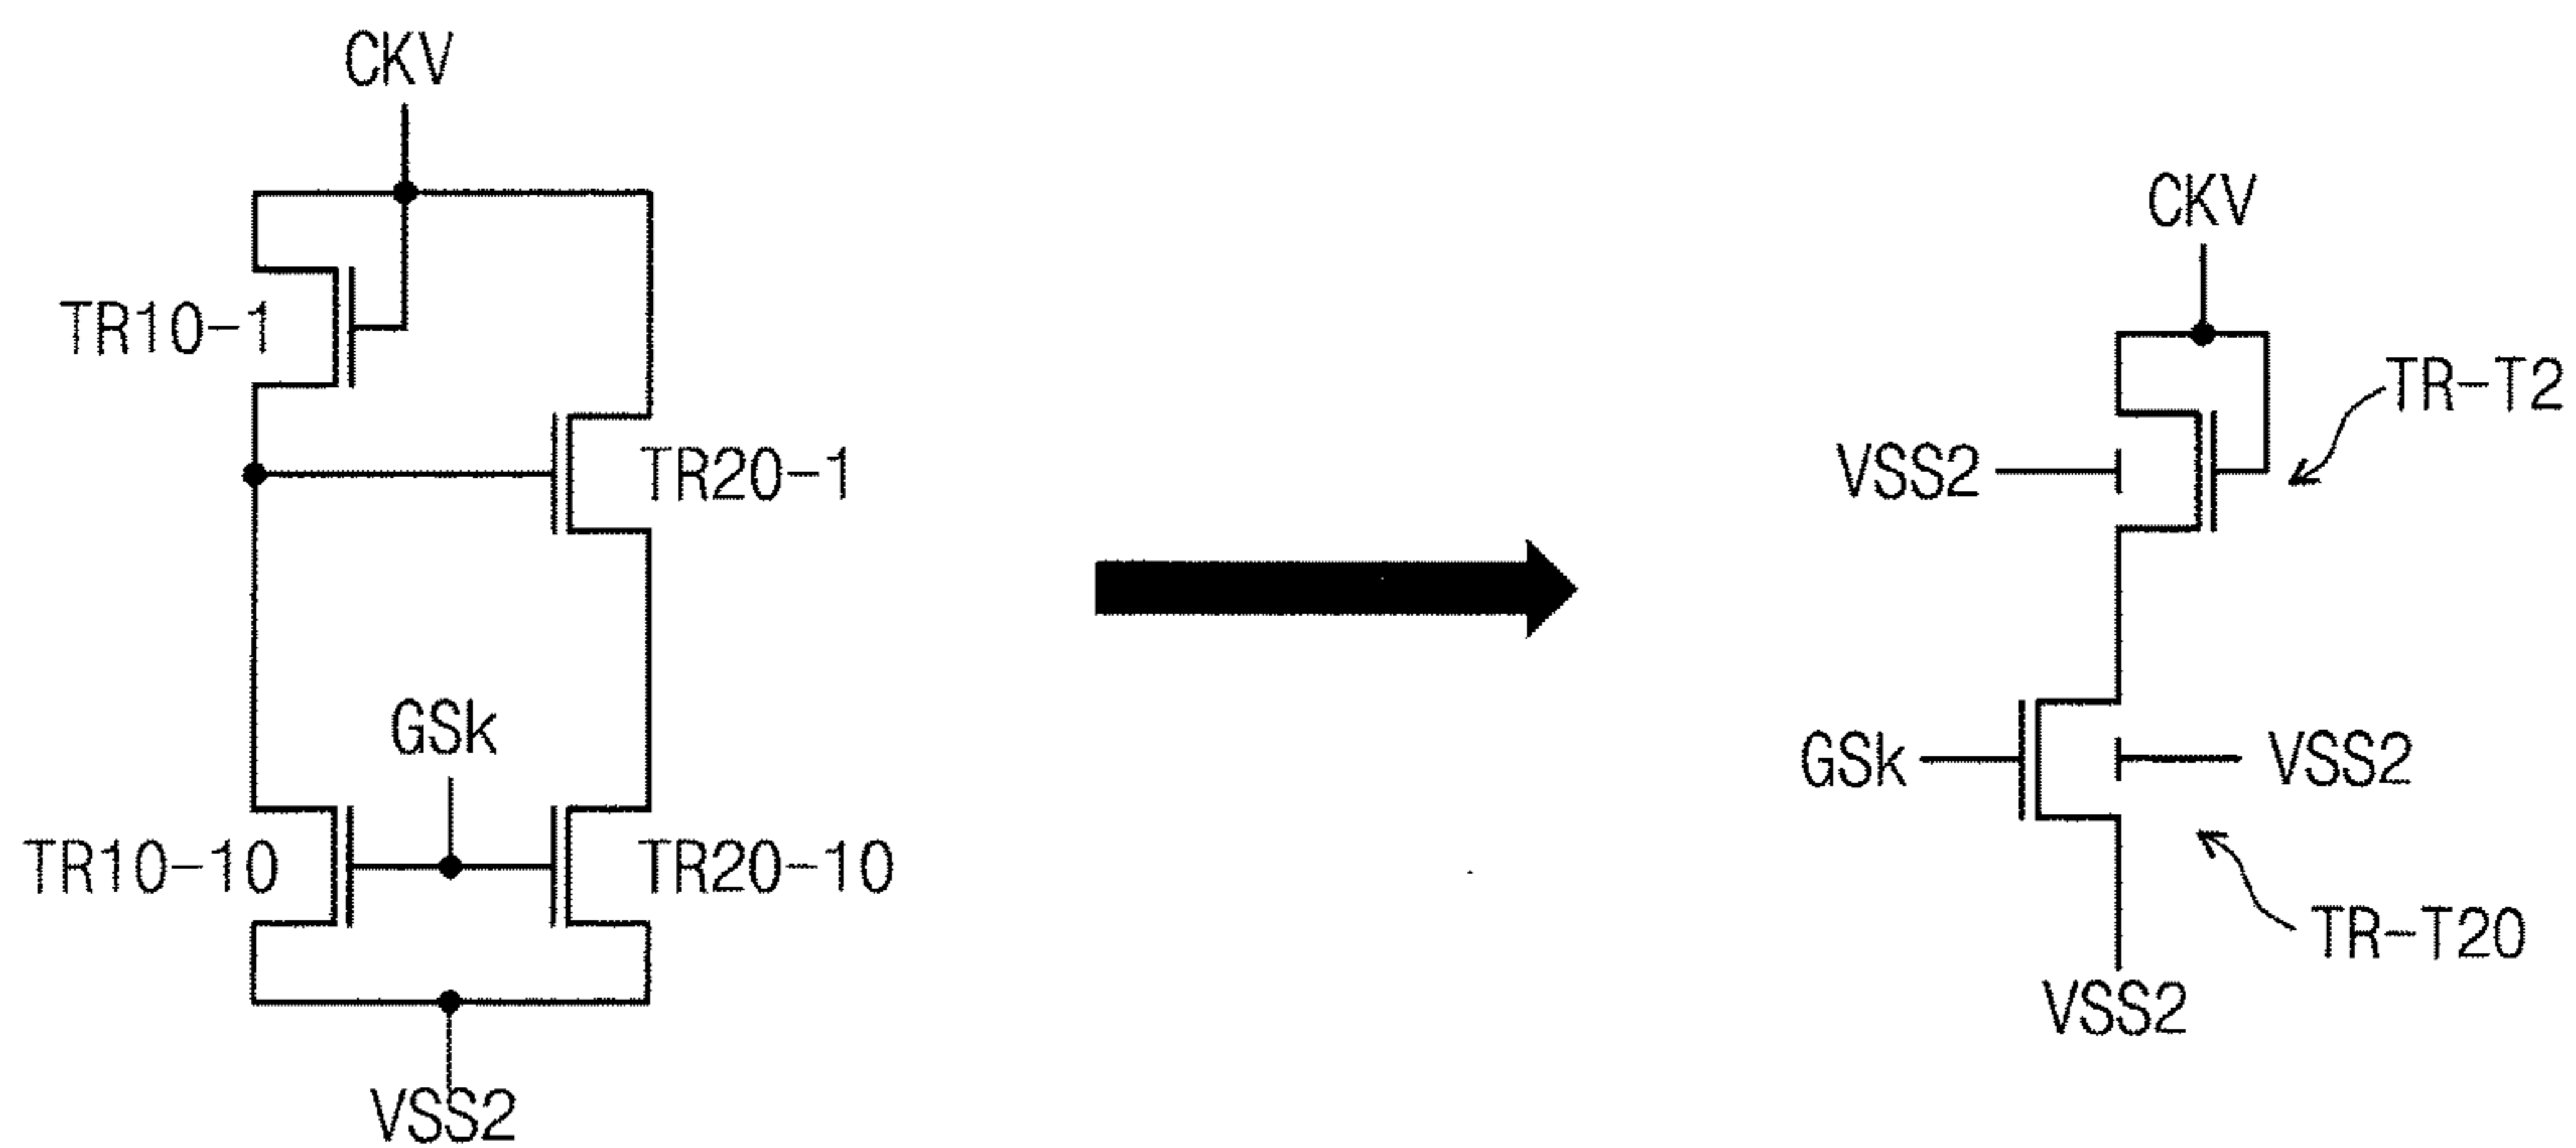 CKV
TR10-1
TR20-1
GSk
TR10-10
TR20-10
VSS2
CKV
TR-T2
VSS2
GSk
VSS2
TR-T20
VSS2